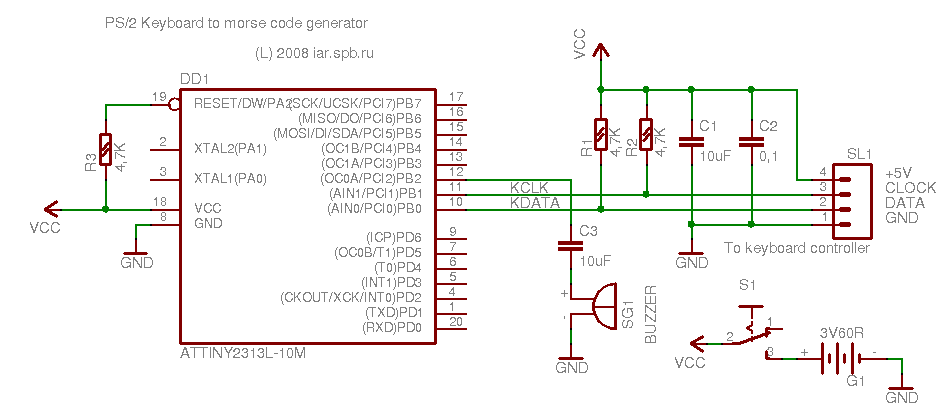 PS/2 Keyboard to morse code generator
(L) 2008 iar.spb.ru
DD1
19 RESET/DW/PA2
(SCK/UCSK/PCI7)PB7 17
(MISO/DO/PCI6)PB6 16
(MOSI/DI/SDA/PCI5)PB5 15
2 XTAL2(PA1)
(OC1B/PCI4)PB4 14
(OC1A/PCI3)PB3 13
3 XTAL1(PA0)
(OC0A/PCI2)PB2 12
(AIN1/PCI1)PB1 11
18 VCC
(AIN0/PCI0)PB0 10
8 GND
(ICP)PD6 9
(OC0B/T1)PD5 7
(T0)PD4 6
(INT1)PD3 5
(CKOUT/XCK/INT0)PD2 4
(TXD)PD1 1
(RXD)PD0 20
ATTINY2313L-10M
R3
4,7K
VCC
GND
VCC
R1
4,7K
R2
4,7K
C1
10uF
C2
0,1
KCLK
KDATA
SL1
4 +5V
3 CLOCK
2 DATA
1 GND
To keyboard controller
GND
C3
10uF
+
-
SG1
BUZZER
GND
S1
1
2
3
VCC
3V60R
+ -
G1
GND